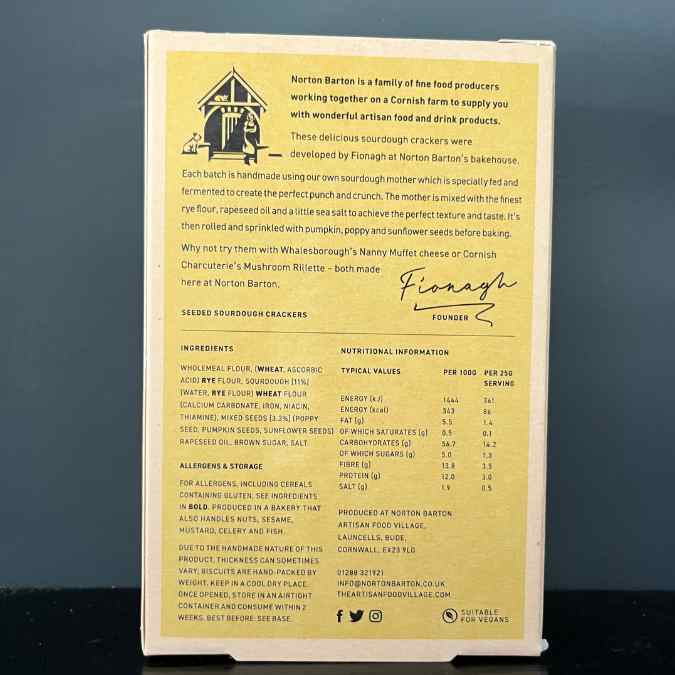 Norton Barton is a family of fine food producers
working together on a Cornish farm to supply you
with wonderful artisan food and drink products.
These delicious sourdough crackers were
developed by Fionagh at Norton Barton's bakehouse.
Each batch is handmade using our own sourdough mother which is specially fed and
fermented to create the perfect punch and crunch. The mother is mixed with the finest
rye flour, rapeseed oil and a little sea salt to achieve the perfect texture and taste. It's
then rolled and sprinkled with pumpkin, poppy and sunflower seeds before baking.
Why not try them with Whalesborough's Nanny Muffet cheese or Cornish
Charcuterie's Mushroom Rillette – both made
here at Norton Barton.
Fionagh
FOUNDER
SEEDED SOURDOUGH CRACKERS
INGREDIENTS
WHOLEMEAL FLOUR, (WHEAT, ASCORBIC
ACID) RYE FLOUR, SOURDOUGH (11%)
(WATER, RYE FLOUR) WHEAT FLOUR
(CALCIUM CARBONATE, IRON, NIACIN,
THIAMINE), MIXED SEEDS (3.2%) (POPPY
SEED, PUMPKIN SEEDS, SUNFLOWER SEEDS)
RAPESEED OIL, BROWN SUGAR, SALT
ALLERGENS & STORAGE
FOR ALLERGENS, INCLUDING CEREALS
CONTAINING GLUTEN, SEE INGREDIENTS
IN BOLD. PRODUCED IN A BAKERY THAT
ALSO HANDLES NUTS, SESAME,
MUSTARD, CELERY AND FISH.
DUE TO THE HANDMADE NATURE OF THIS
PRODUCT, THICKNESS CAN SOMETIMES
VARY; BISCUITS ARE HAND-PACKED BY
WEIGHT. KEEP IN A COOL DRY PLACE.
ONCE OPENED, STORE IN AN AIRTIGHT
CONTAINER AND CONSUME WITHIN 2
WEEKS. BEST BEFORE: SEE BASE.
NUTRITIONAL INFORMATION
TYPICAL VALUES PER 100G PER 25G
SERVING
ENERGY (kJ) 1444 361
ENERGY (kcal) 343 86
FAT (g) 5.5 1.4
OF WHICH SATURATES (g) 0.5 0.1
CARBOHYDRATES (g) 56.7 14.2
OF WHICH SUGARS (g) 5.0 1.3
FIBRE (g) 13.8 3.5
PROTEIN (g) 12.0 3.0
SALT (g) 1.9 0.5
PRODUCED AT NORTON BARTON
ARTISAN FOOD VILLAGE,
LAUNCELLS, BUDE,
CORNWALL, EX23 9LG
01288 321921
INFO@NORTONBARTON.CO.UK
THEARTISANFOODVILLAGE.COM
SUITABLE
FOR VEGANS